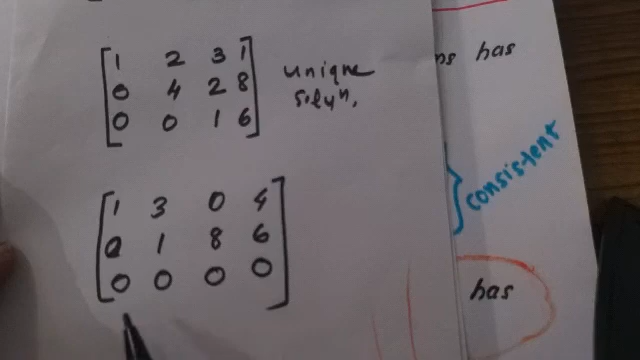 1 2 3 1
0 4 2 8
0 0 1 6
unique
solyⁿ.
1 3 0 4
0 1 8 6
0 0 0 0
ns has
consistent
has